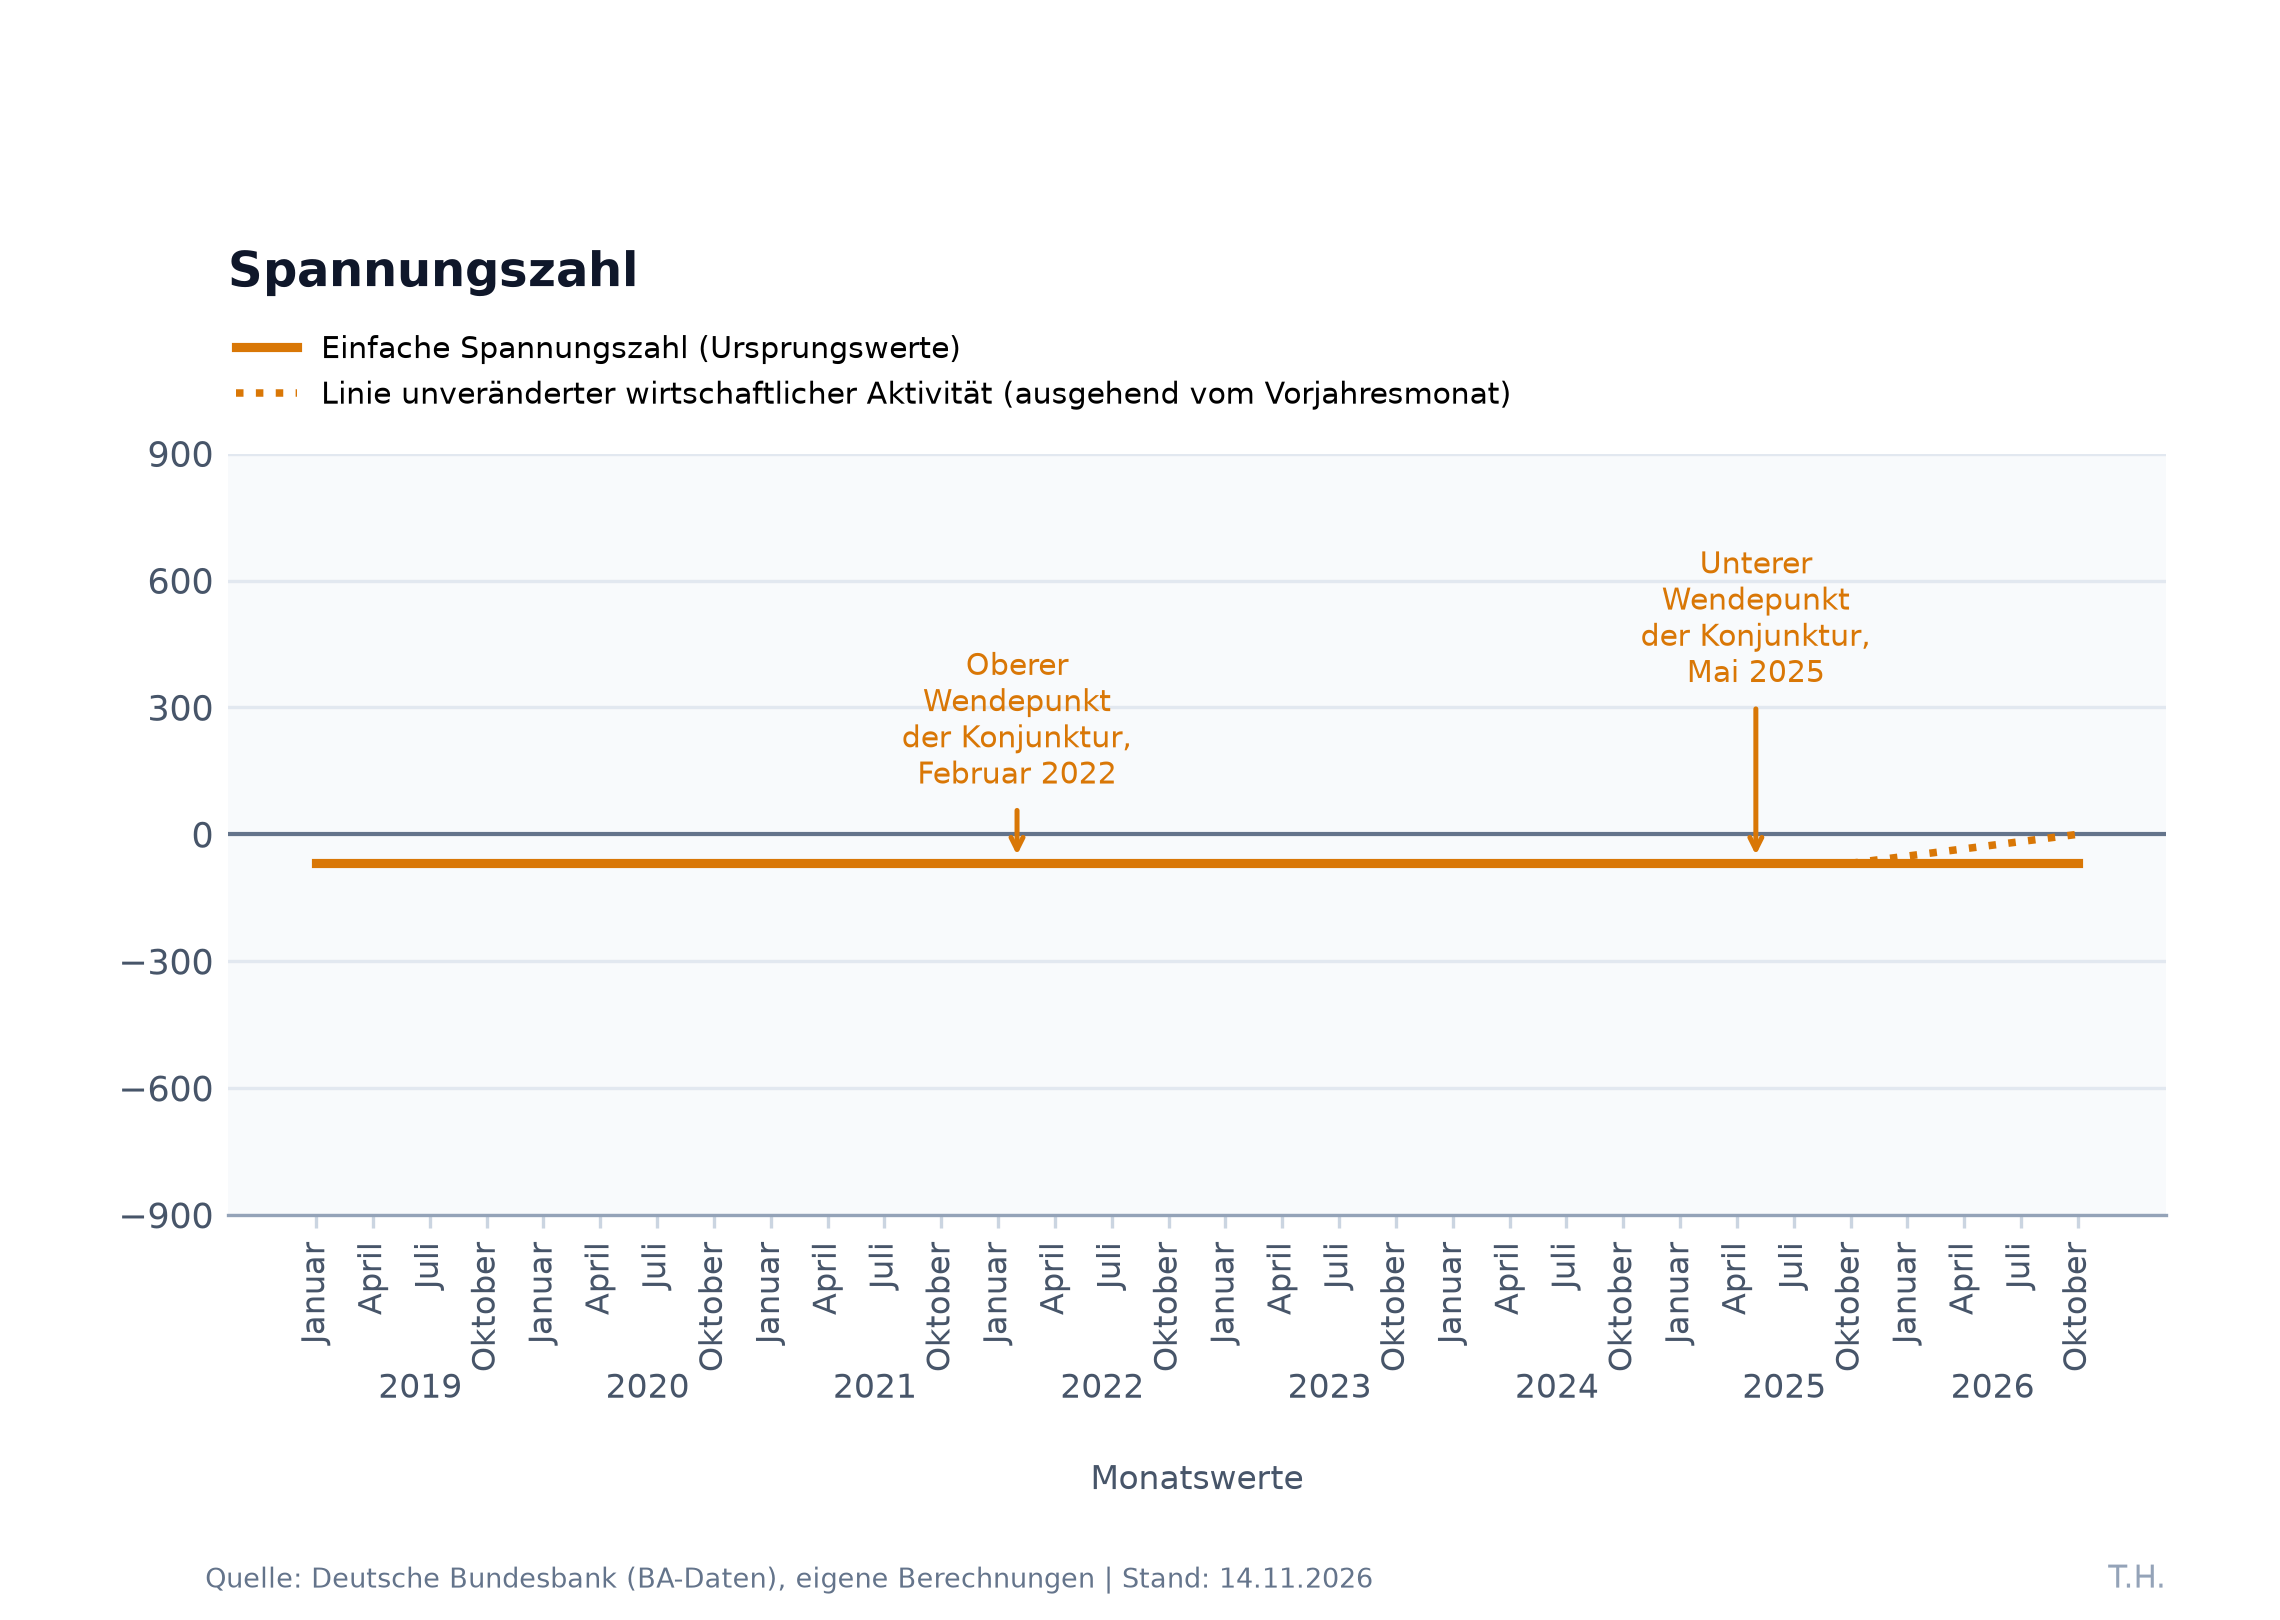 Spannungszahl
Einfache Spannungszahl (Ursprungswerte)
Linie unveränderter wirtschaftlicher Aktivität (ausgehend vom Vorjahresmonat)
900
600
300
0
−300
−600
−900
Oberer
Wendepunkt
der Konjunktur,
Februar 2022
Unterer
Wendepunkt
der Konjunktur,
Mai 2025
Januar
April
Juli
Oktober
Januar
April
Juli
Oktober
Januar
April
Juli
Oktober
Januar
April
Juli
Oktober
Januar
April
Juli
Oktober
Januar
April
Juli
Oktober
Januar
April
Juli
Oktober
Januar
April
Juli
Oktober
2019 2020 2021 2022 2023 2024 2025 2026
Monatswerte
Quelle: Deutsche Bundesbank (BA-Daten), eigene Berechnungen | Stand: 14.11.2026
T.H.